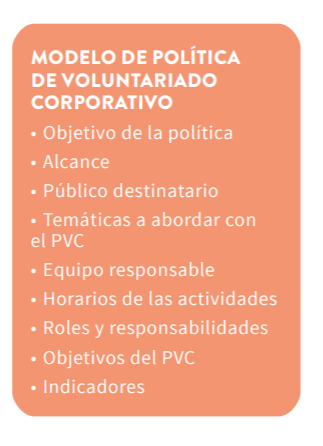 MODELO DE POLÍTICA
DE VOLUNTARIADO
CORPORATIVO
• Objetivo de la política
• Alcance
• Público destinatario
• Temáticas a abordar con
el PVC
• Equipo responsable
• Horarios de las actividades
• Roles y responsabilidades
• Objetivos del PVC
• Indicadores